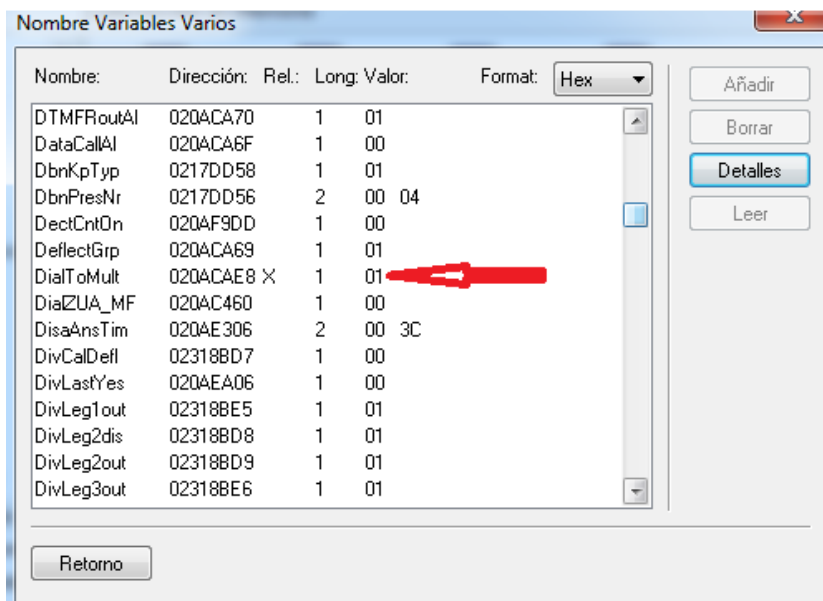 Nombre Variables Varios
Nombre: Dirección: Rel.: Long: Valor: Format: Hex
Añadir
Borrar
Detalles
Leer
DTMFRoutAl 020ACA70 1 01
DataCallAl 020ACA6F 1 00
DbnKpTyp 0217DD58 1 01
DbnPresNr 0217DD56 2 00 04
DectCntOn 020AF9DD 1 00
DeflectGrp 020ACA69 1 01
DialToMult 020ACAE8 X 1 01
DialZUA_MF 020AC460 1 00
DisaAnsTim 020AE306 2 00 3C
DivCalDefl 02318BD7 1 00
DivLastYes 020AEA06 1 00
DivLeg1out 02318BE5 1 01
DivLeg2dis 02318BD8 1 01
DivLeg2out 02318BD9 1 01
DivLeg3out 02318BE6 1 01
Retorno